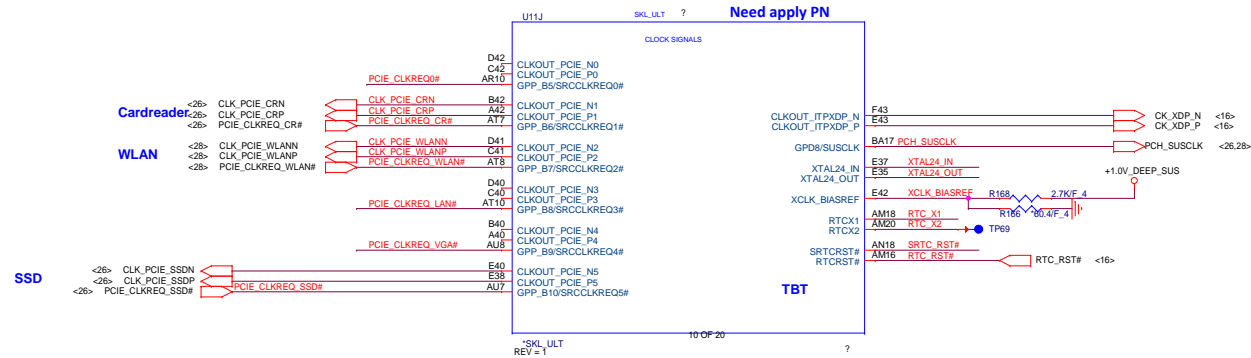 U11J
SKL_ULT ?
Need apply PN
CLOCK SIGNALS
D42 CLKOUT_PCIE_N0
C42 CLKOUT_PCIE_P0
PCIE_CLKREQ0# AR10 GPP_B5/SRCCLKREQ0#
Cardreader
<26> CLK_PCIE_CRN CLK_PCIE_CRN B42 CLKOUT_PCIE_N1
<26> CLK_PCIE_CRP CLK_PCIE_CRP A42 CLKOUT_PCIE_P1
<26> PCIE_CLKREQ_CR# PCIE_CLKREQ_CR# AT7 GPP_B6/SRCCLKREQ1#
WLAN
<28> CLK_PCIE_WLANN CLK_PCIE_WLANN D41 CLKOUT_PCIE_N2
<28> CLK_PCIE_WLANP CLK_PCIE_WLANP C41 CLKOUT_PCIE_P2
<28> PCIE_CLKREQ_WLAN# PCIE_CLKREQ_WLAN# AT8 GPP_B7/SRCCLKREQ2#
D40 CLKOUT_PCIE_N3
C40 CLKOUT_PCIE_P3
PCIE_CLKREQ_LAN# AT10 GPP_B8/SRCCLKREQ3#
B40 CLKOUT_PCIE_N4
A40 CLKOUT_PCIE_P4
PCIE_CLKREQ_VGA# AU8 GPP_B9/SRCCLKREQ4#
SSD
<26> CLK_PCIE_SSDN E40 CLKOUT_PCIE_N5
<26> CLK_PCIE_SSDP E38 CLKOUT_PCIE_P5
<26> PCIE_CLKREQ_SSD# PCIE_CLKREQ_SSD# AU7 GPP_B10/SRCCLKREQ5#
CLKOUT_ITPXDP_N F43 CK_XDP_N <16>
CLKOUT_ITPXDP_P E43 CK_XDP_P <16>
GPD8/SUSCLK BA17 PCH_SUSCLK PCH_SUSCLK <26,28>
XTAL24_IN E37 XTAL24_IN
XTAL24_OUT E35 XTAL24_OUT
+1.0V_DEEP_SUS
XCLK_BIASREF E42 XCLK_BIASREF R168 2.7K/F_4
R166 *60.4/F_4
RTCX1 AM18 RTC_X1
RTCX2 AM20 RTC_X2 TP69
SRTCRST# AN18 SRTC_RST#
RTCRST# AM16 RTC_RST# RTC_RST# <16>
TBT
10 OF 20
*SKL_ULT
REV = 1 ?